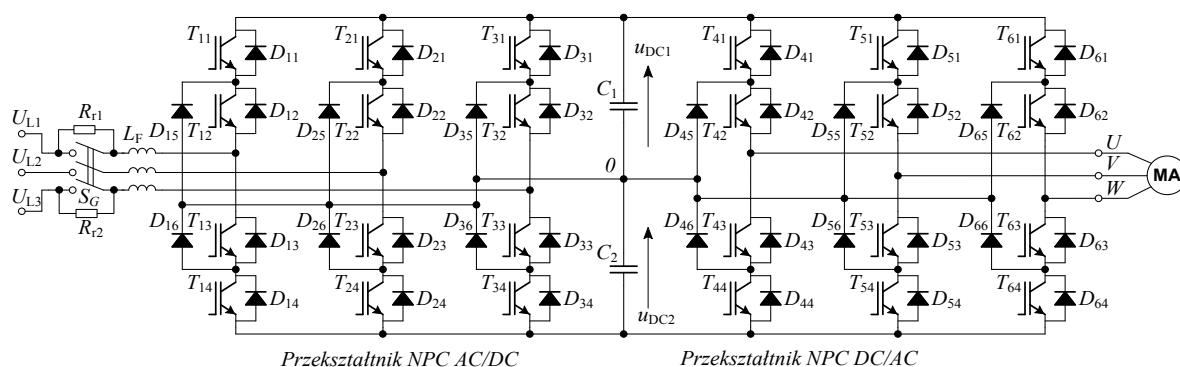 T11 T21 T31 T41 T51 T61
D11 D21 D31 D41 D51 D61
uDC1
C1
D12 D22 D32 D42 D52 D62
D15 T12 D25 T22 D35 T32 D45 T42 D55 T52 D65 T62
UL1 Rr1 LF
UL2
UL3 SG
Rr2
0
U
V
W
MA
D16 T13 D26 T23 D36 T33 D46 T43 D56 T53 D66 T63
D13 D23 D33 D43 D53 D63
C2
T14 T24 T34 T44 T54 T64
D14 D24 D34 D44 D54 D64
uDC2
Przekształtnik NPC AC/DC
Przekształtnik NPC DC/AC